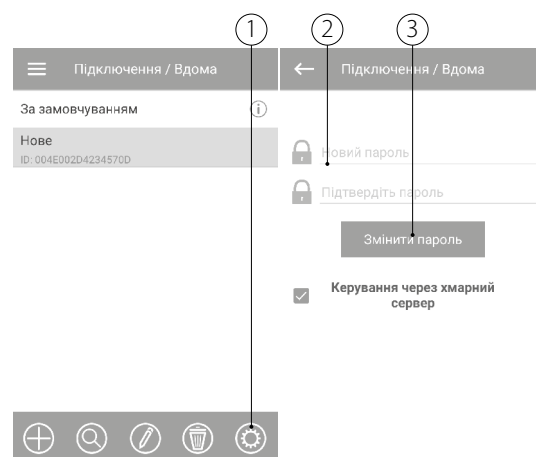 1
2
3
Підключення / Вдома
Підключення / Вдома
За замовчуванням
i
Нове
ID: 004E002D4234570D
Новий пароль
Підтвердіть пароль
Змінити пароль
Керування через хмарний
сервер